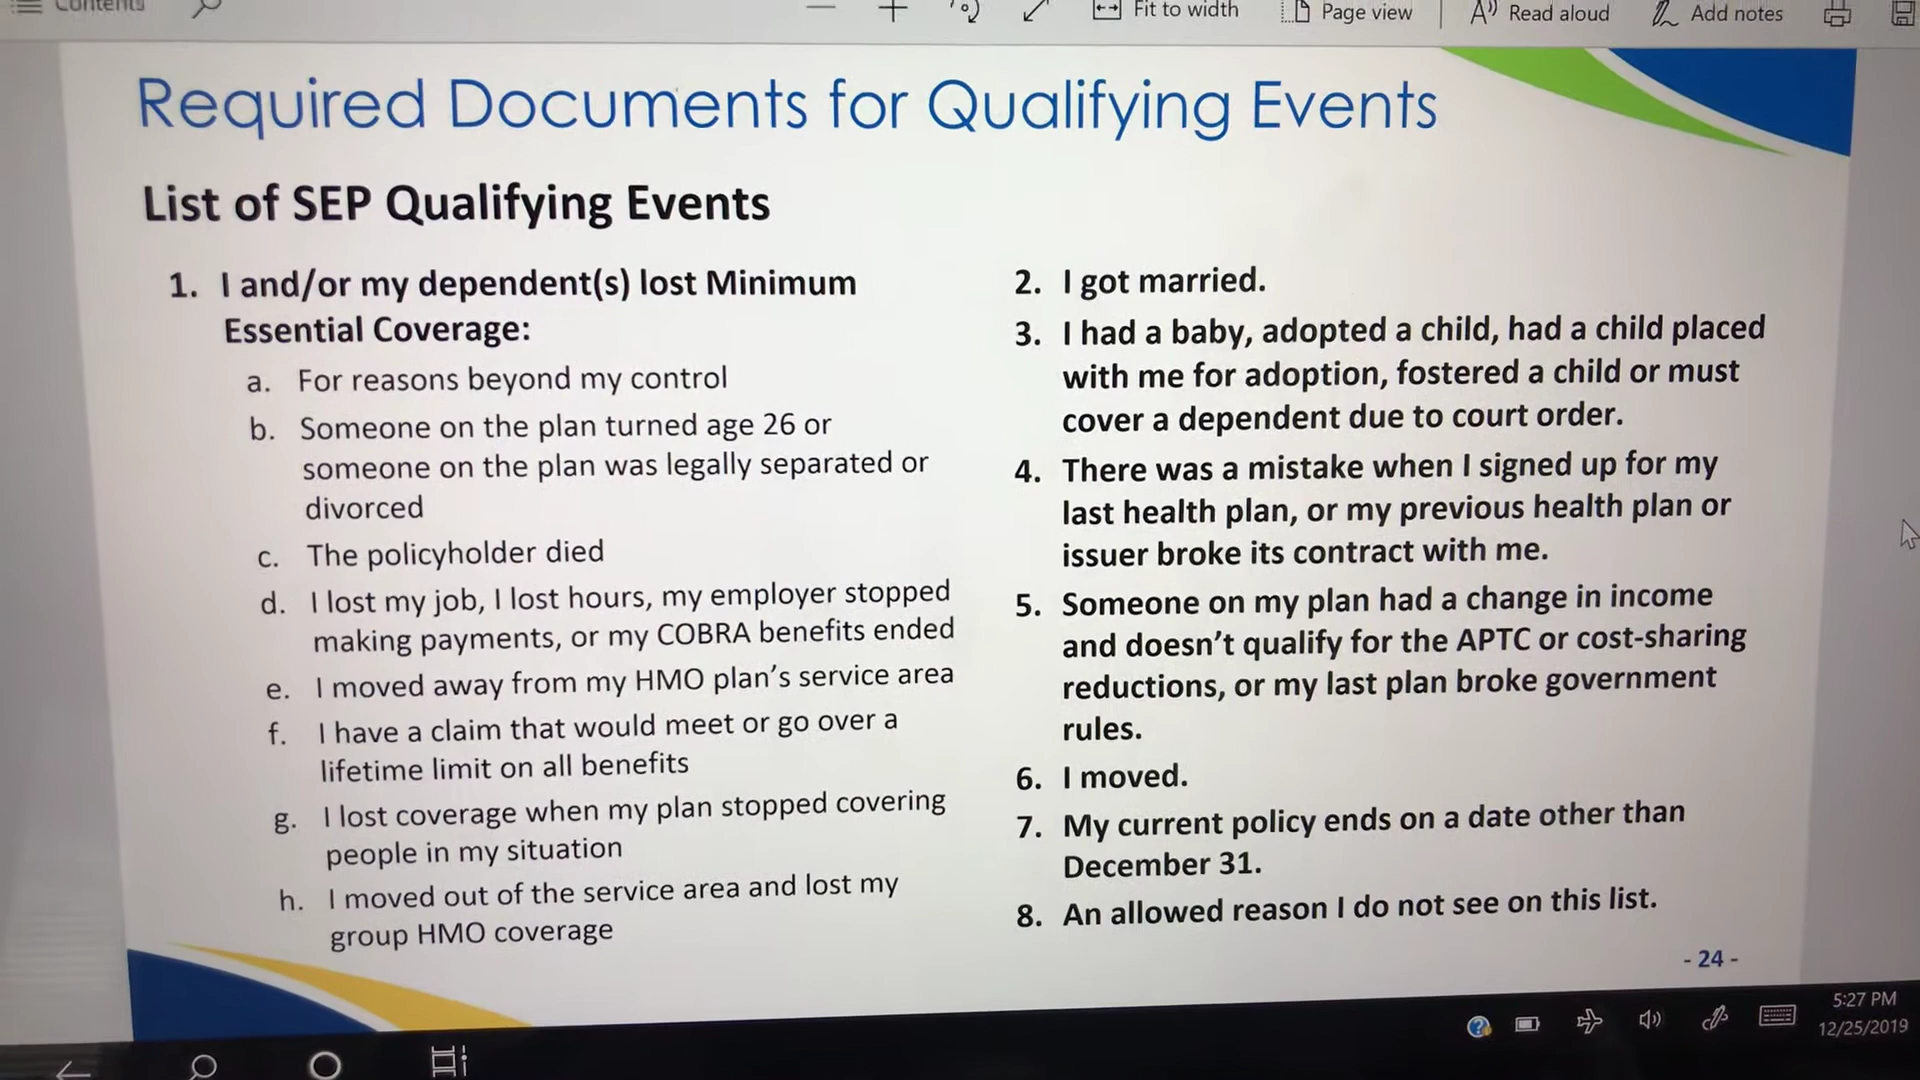 Contents
Fit to width
Page view
Read aloud
Add notes
Required Documents for Qualifying Events
List of SEP Qualifying Events
1. I and/or my dependent(s) lost Minimum
Essential Coverage:
a. For reasons beyond my control
b. Someone on the plan turned age 26 or
someone on the plan was legally separated or
divorced
c. The policyholder died
d. I lost my job, I lost hours, my employer stopped
making payments, or my COBRA benefits ended
e. I moved away from my HMO plan's service area
f. I have a claim that would meet or go over a
lifetime limit on all benefits
g. I lost coverage when my plan stopped covering
people in my situation
h. I moved out of the service area and lost my
group HMO coverage
2. I got married.
3. I had a baby, adopted a child, had a child placed
with me for adoption, fostered a child or must
cover a dependent due to court order.
4. There was a mistake when I signed up for my
last health plan, or my previous health plan or
issuer broke its contract with me.
5. Someone on my plan had a change in income
and doesn't qualify for the APTC or cost-sharing
reductions, or my last plan broke government
rules.
6. I moved.
7. My current policy ends on a date other than
December 31.
8. An allowed reason I do not see on this list.
- 24 -
5:27 PM
12/25/2019